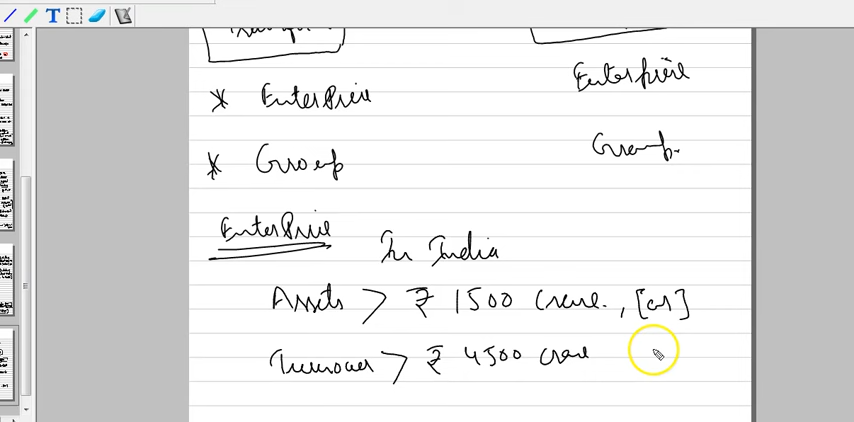 * Enterprise
Enterprise
* Group
Group.
Enterprise
In India
Assets > ₹ 1500 Crore. , [or]
Turnover > ₹ 4500 crore